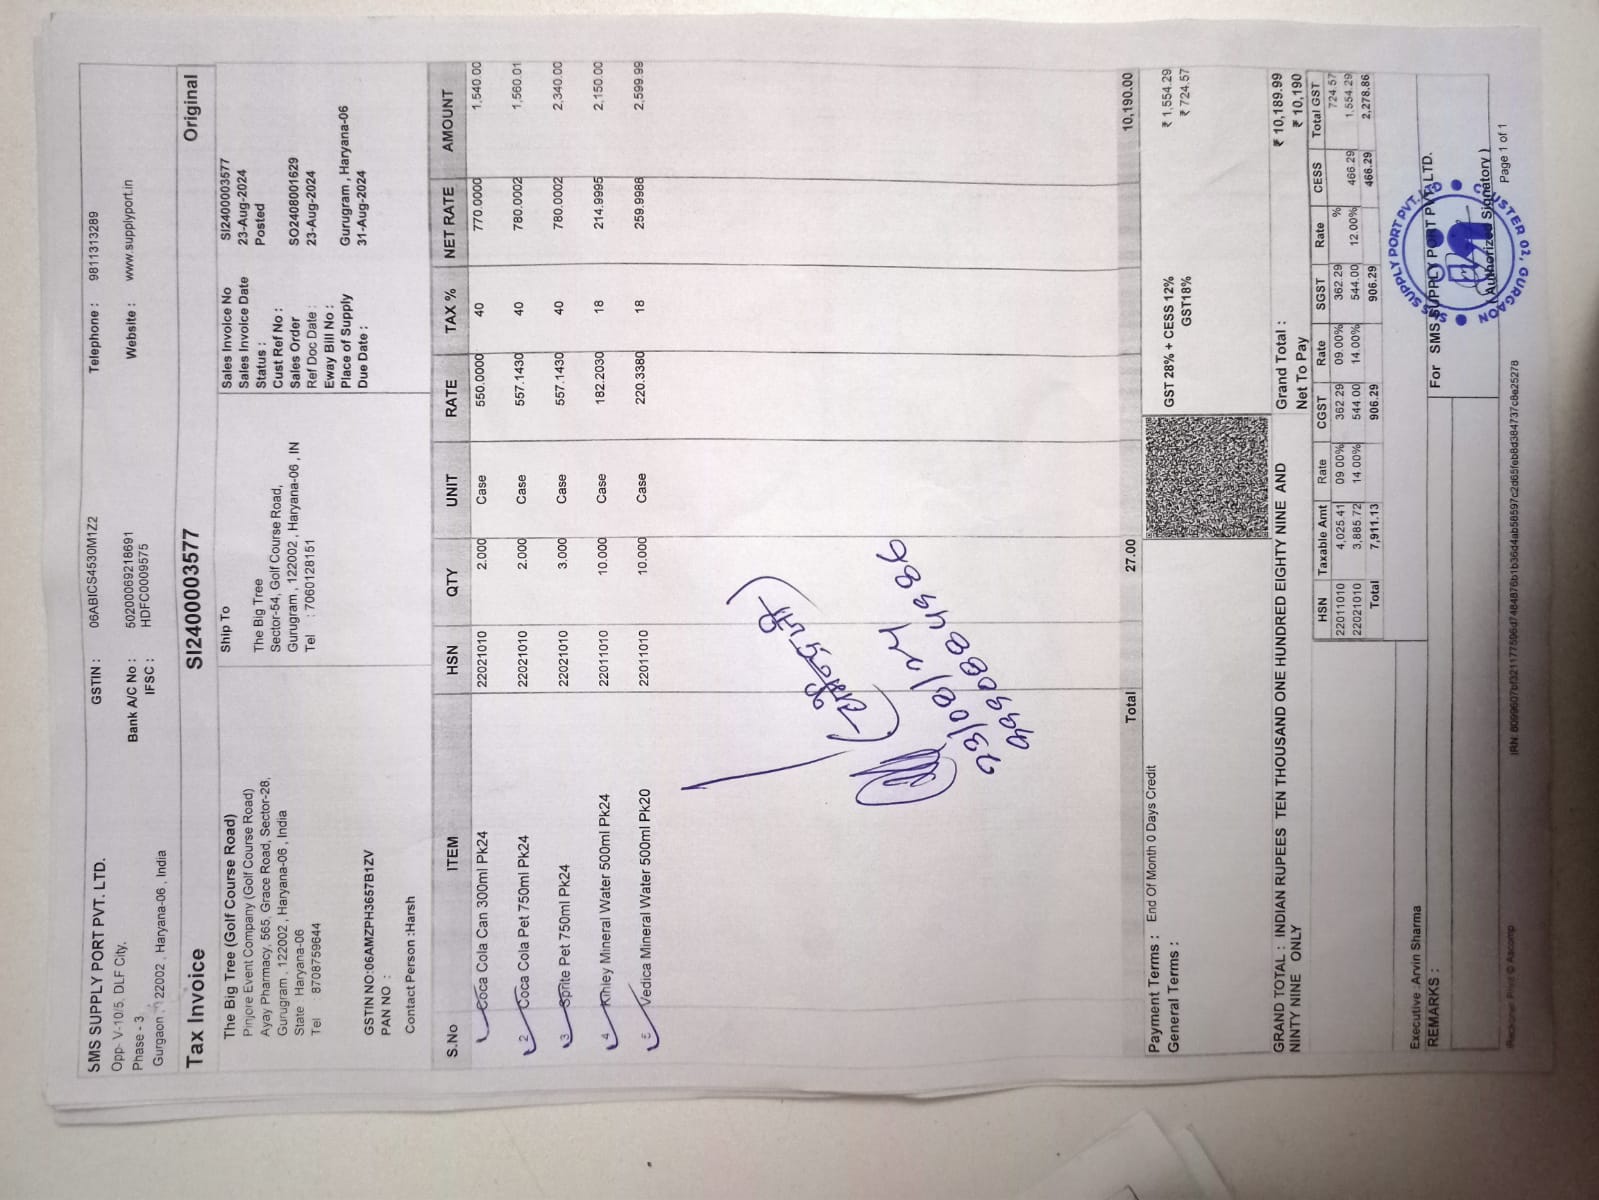 SMS SUPPLY PORT PVT. LTD.
Opp- V-10/5, DLF City,
Phase - 3
Gurgaon , 122002 , Haryana-06 , India
GSTIN : 06ABICS4530M1Z2
Bank A/C No : 50200069218691
IFSC : HDFC0009575
Telephone : 9811313289
Website : www.supplyport.in
Tax Invoice SI2400003577 Original
The Big Tree (Golf Course Road)
Pinjore Event Company (Golf Course Road)
Ayay Pharmacy, 565, Grace Road, Sector-28,
Gurugram , 122002 , Haryana-06 , India
State Haryana-06
Tel 8708759644
GSTIN NO:06AMZPH3657B1ZV
PAN NO :
Contact Person :Harsh
Ship To
The Big Tree
Sector-54, Golf Course Road,
Gurugram , 122002 , Haryana-06 , IN
Tel : 7060128151
Sales Invoice No SI2400003577
Sales Invoice Date 23-Aug-2024
Status : Posted
Cust Ref No :
Sales Order SO2408001629
Ref Doc Date : 23-Aug-2024
Eway Bill No :
Place of Supply Gurugram , Haryana-06
Due Date : 31-Aug-2024
S.No ITEM HSN QTY UNIT RATE TAX % NET RATE AMOUNT
Coca Cola Can 300ml Pk24 22021010 2.000 Case 550.0000 40 770.0000 1,540.00
2 Coca Cola Pet 750ml Pk24 22021010 2.000 Case 557.1430 40 780.0002 1,560.01
3 Sprite Pet 750ml Pk24 22021010 3.000 Case 557.1430 40 780.0002 2,340.00
4 Kinley Mineral Water 500ml Pk24 22011010 10.000 Case 182.2030 18 214.9995 2,150.00
5 Vedica Mineral Water 500ml Pk20 22011010 10.000 Case 220.3380 18 259.9988 2,599.99
23/08/24
Total 27.00 10,190.00
Payment Terms : End Of Month 0 Days Credit
General Terms :
GST 28% + CESS 12% ₹ 1,554.29
GST18% ₹ 724.57
GRAND TOTAL : INDIAN RUPEES TEN THOUSAND ONE HUNDRED EIGHTY NINE AND
NINTY NINE ONLY
Grand Total : ₹ 10,189.99
Net To Pay ₹ 10,190
HSN Taxable Amt Rate CGST Rate SGST Rate CESS Total GST
22011010 4,025.41 09.00% 362.29 09.00% 362.29 % 724.57
22021010 3,885.72 14.00% 544.00 14.00% 544.00 12.00% 466.29 1,554.29
Total 7,911.13 906.29 906.29 466.29 2,278.86
Executive :Arvin Sharma
REMARKS :
For SMS SUPPLY PORT PVT. LTD.
SMS SUPPLY PORT PVT.
CLUSTER 02, GURGAON
( Authorized Signatory )
Page 1 of 1